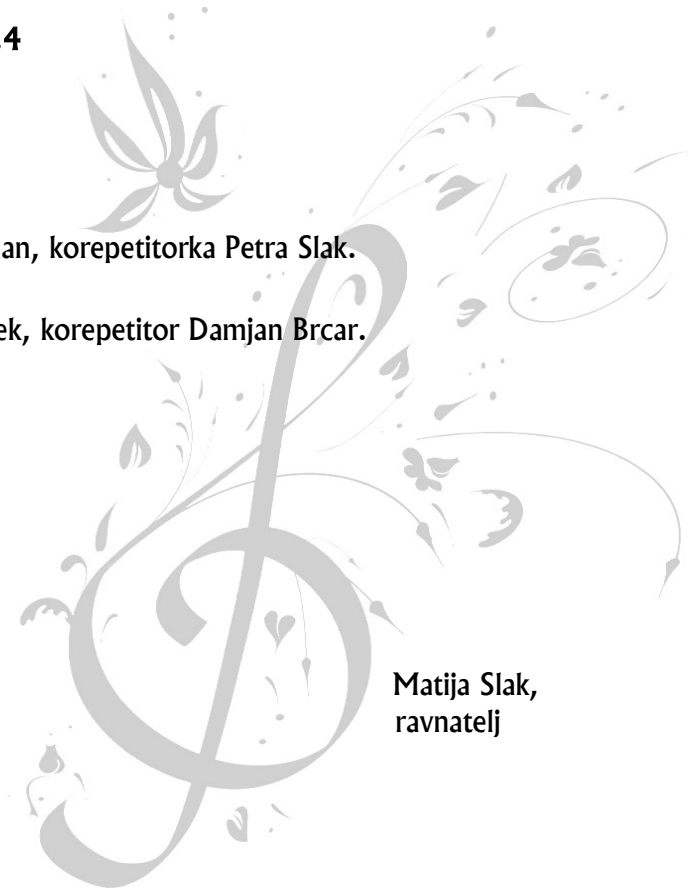 4
an, korepetitorka Petra Slak.
ek, korepetitor Damjan Brcar.
Matija Slak,
ravnatelj